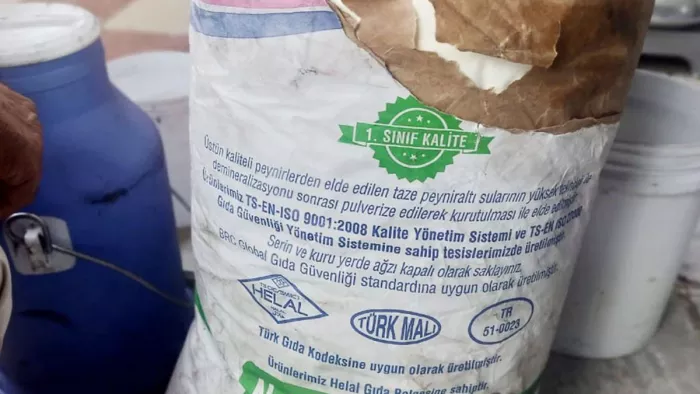 1. SINIF KALİTE
Üstün kaliteli peynirlerden elde edilen taze peyniraltı sularının yüksek
demineralizasyonu sonrası pulverize edilerek kurutulması ile elde
Ürünlerimiz TS-EN-ISO 9001:2008 Kalite Yönetim Sistemi ve TS-EN ISO
Gıda Güvenliği Yönetim Sistemine sahip tesislerimizde üretilmiştir.
Serin ve kuru yerde ağzı kapalı olarak saklayınız.
BRC Global Gıda Güvenliği standardına uygun olarak üretilmiştir.
HELAL
TÜRK MALI
TR
51-0023
Türk Gıda Kodeksine uygun olarak üretilmiştir.
Ürünlerimiz Helal Gıda Belgesine sahiptir.